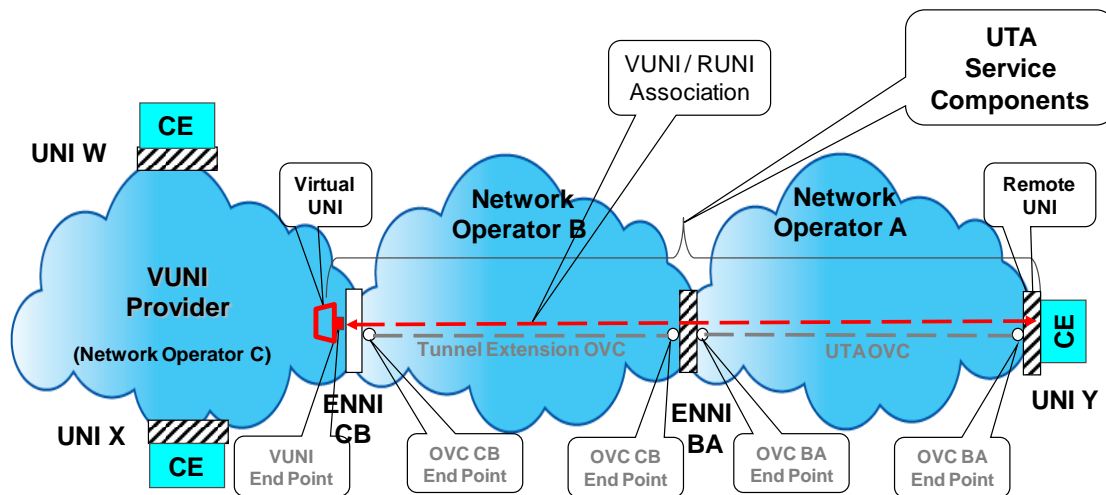 UTA
Service
Components
VUNI / RUNI
Association
CE
UNI W
Virtual
UNI
Network
Operator B
Network
Operator A
Remote
UNI
VUNI
Provider
(Network Operator C)
Tunnel Extension OVC
UTA OVC
CE
ENNI
CB
ENNI
BA
UNI Y
UNI X
CE
VUNI
End Point
OVC CB
End Point
OVC CB
End Point
OVC BA
End Point
OVC BA
End Point